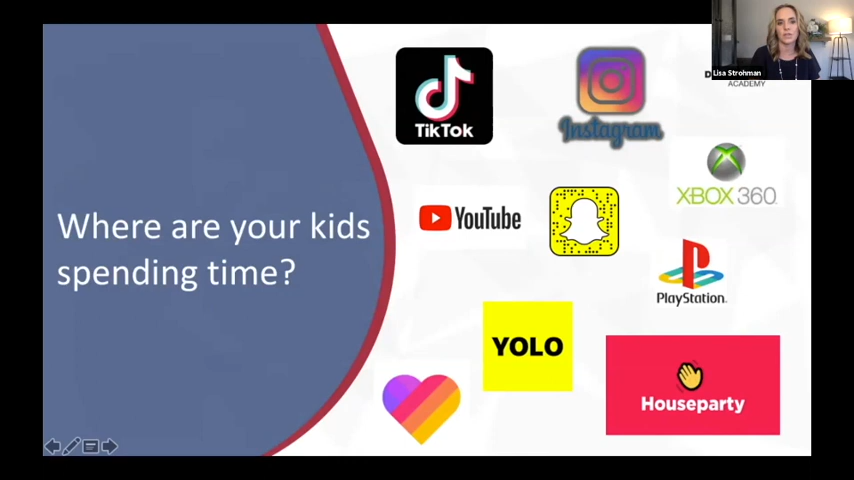 Lisa Strohman
ACADEMY
TikTok
Instagram
XBOX 360
Where are your kids
spending time?
YouTube
PlayStation
YOLO
Houseparty